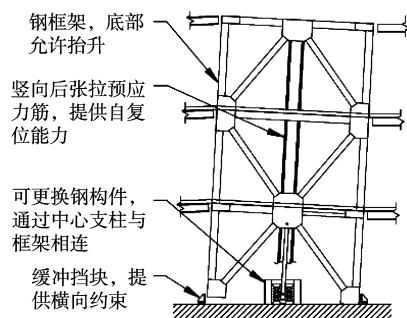 钢框架，底部
允许抬升
竖向后张拉预应
力筋，提供自复
位能力
可更换钢构件，
通过中心支柱与
框架相连
缓冲挡块，提
供横向约束